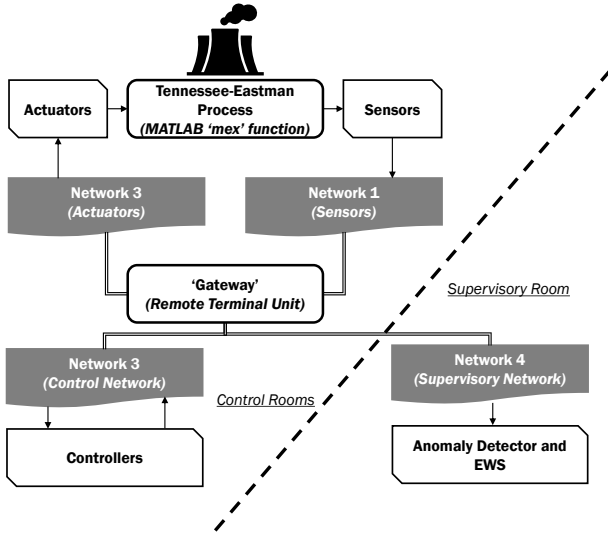 Actuators
Tennessee-Eastman
Process
(MATLAB ‘mex’ function)
Sensors
Network 3
(Actuators)
Network 1
(Sensors)
‘Gateway’
(Remote Terminal Unit)
Supervisory Room
Network 3
(Control Network)
Control Rooms
Network 4
(Supervisory Network)
Controllers
Anomaly Detector and
EWS